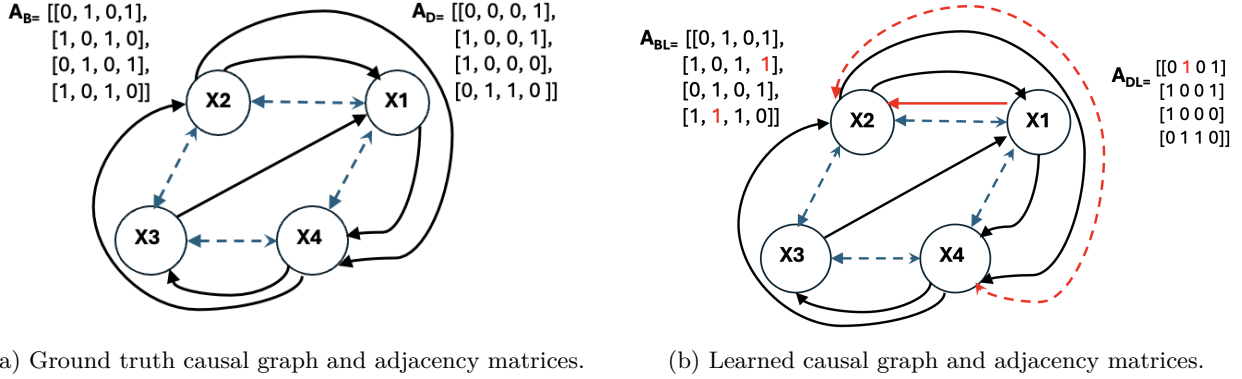 A_B= [[0, 1, 0,1],
[1, 0, 1, 0],
[0, 1, 0, 1],
[1, 0, 1, 0]]
A_D= [[0, 0, 0, 1],
[1, 0, 0, 1],
[1, 0, 0, 0],
[0, 1, 1, 0 ]]
X2
X1
X3
X4
a) Ground truth causal graph and adjacency matrices.
A_BL= [[0, 1, 0,1],
[1, 0, 1, 1],
[0, 1, 0, 1],
[1, 1, 1, 0]]
A_DL= [[0 1 0 1]
[1 0 0 1]
[1 0 0 0]
[0 1 1 0]]
X2
X1
X3
X4
(b) Learned causal graph and adjacency matrices.